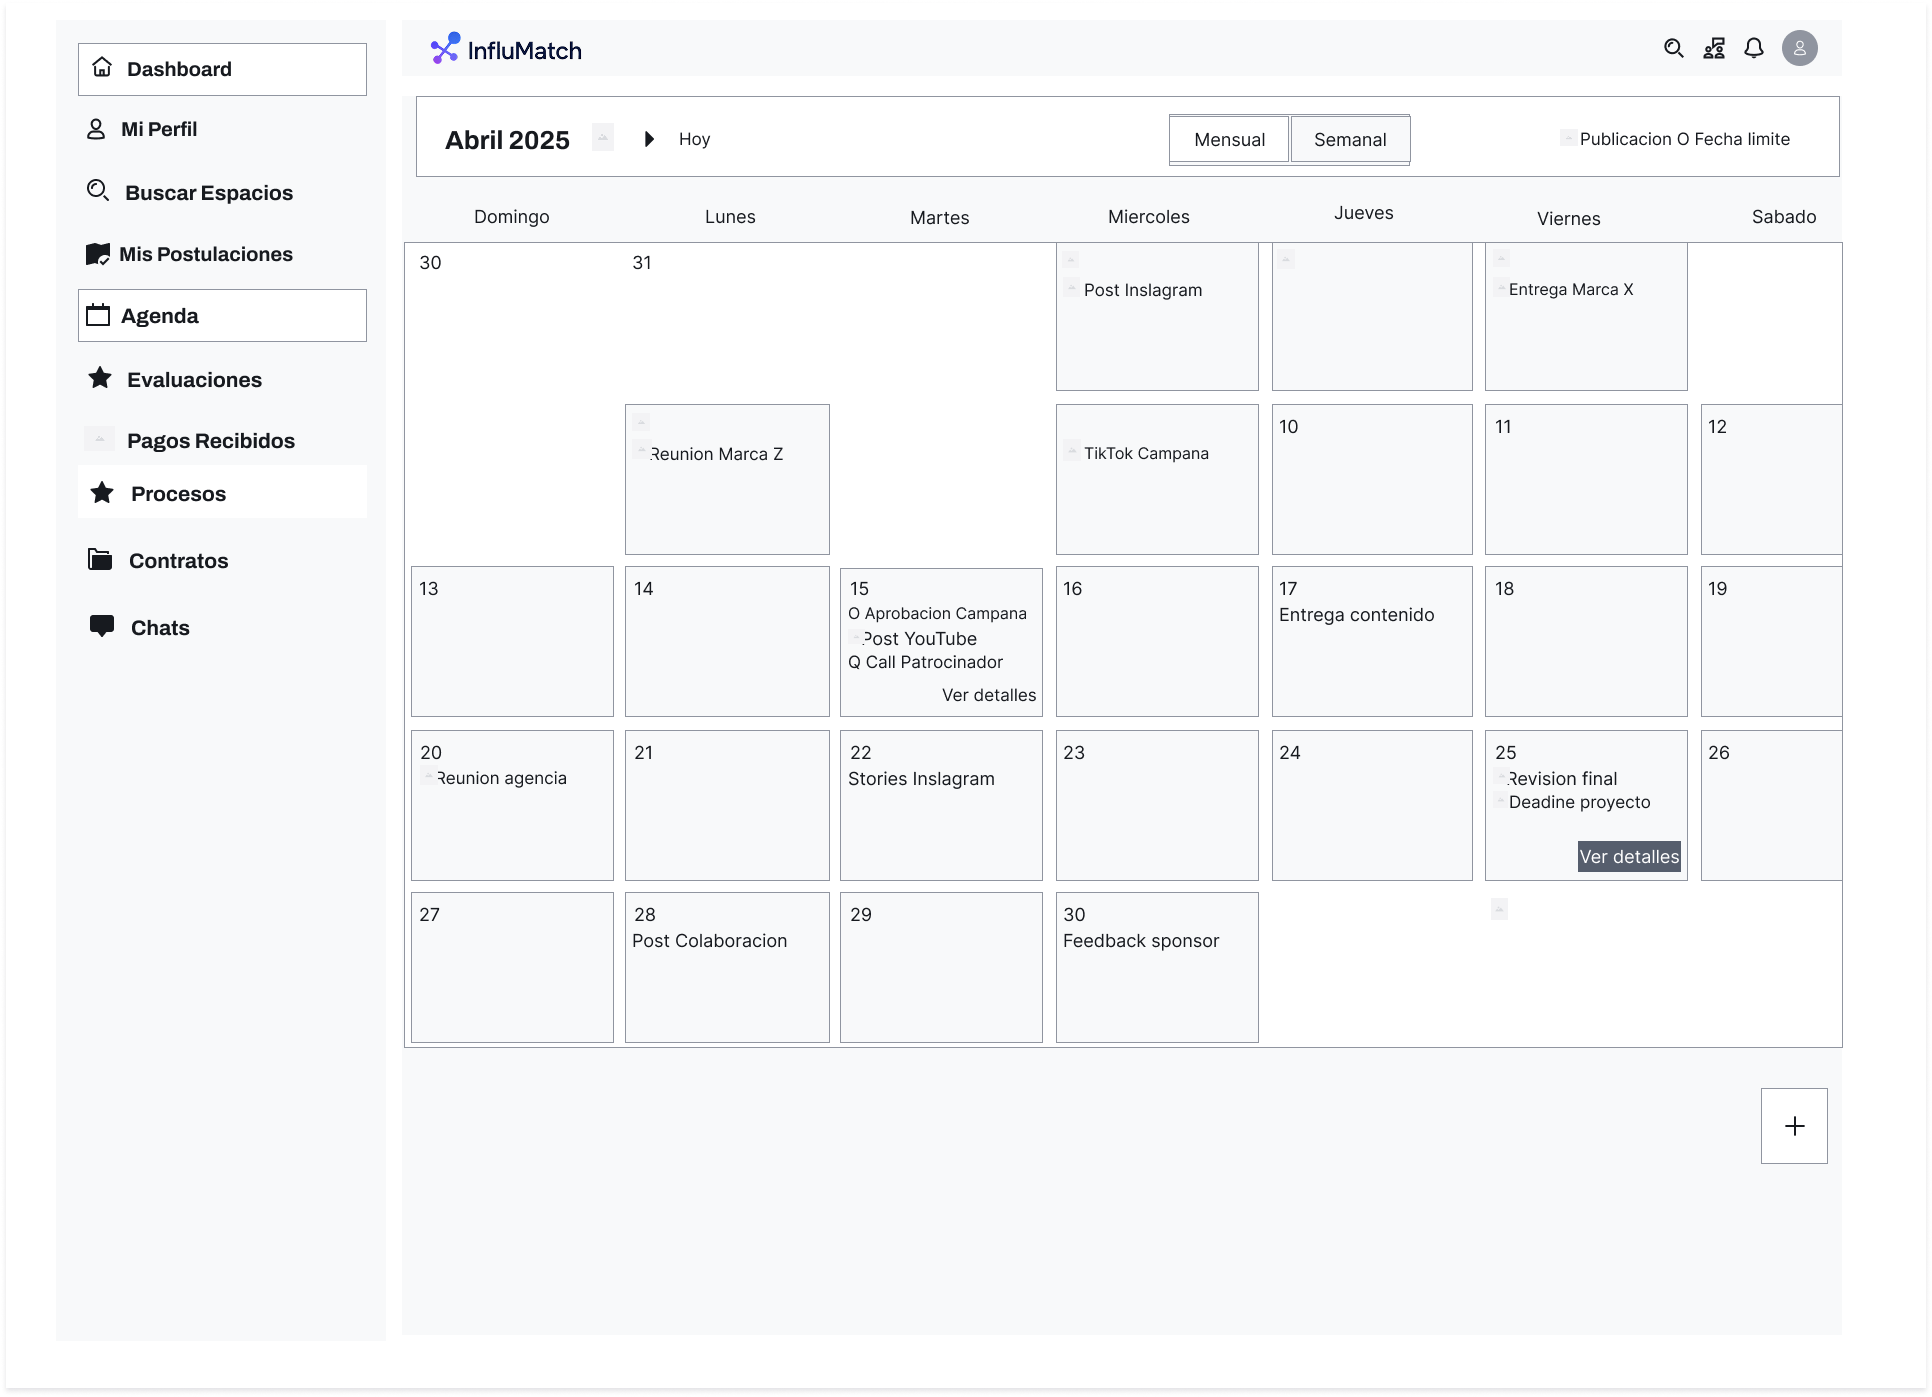 Dashboard
Mi Perfil
Buscar Espacios
Mis Postulaciones
Agenda
Evaluaciones
Pagos Recibidos
Procesos
Contratos
Chats
InfluMatch
Abril 2025
Hoy
Mensual
Semanal
Publicacion O Fecha limite
Domingo
Lunes
Martes
Miercoles
Jueves
Viernes
Sabado
30
31
Post Inslagram
Entrega Marca X
Reunion Marca Z
TikTok Campana
10
11
12
13
14
15
O Aprobacion Campana
Post YouTube
Q Call Patrocinador
Ver detalles
16
17
Entrega contenido
18
19
20
Reunion agencia
21
22
Stories Inslagram
23
24
25
Revision final
Deadine proyecto
Ver detalles
26
27
28
Post Colaboracion
29
30
Feedback sponsor